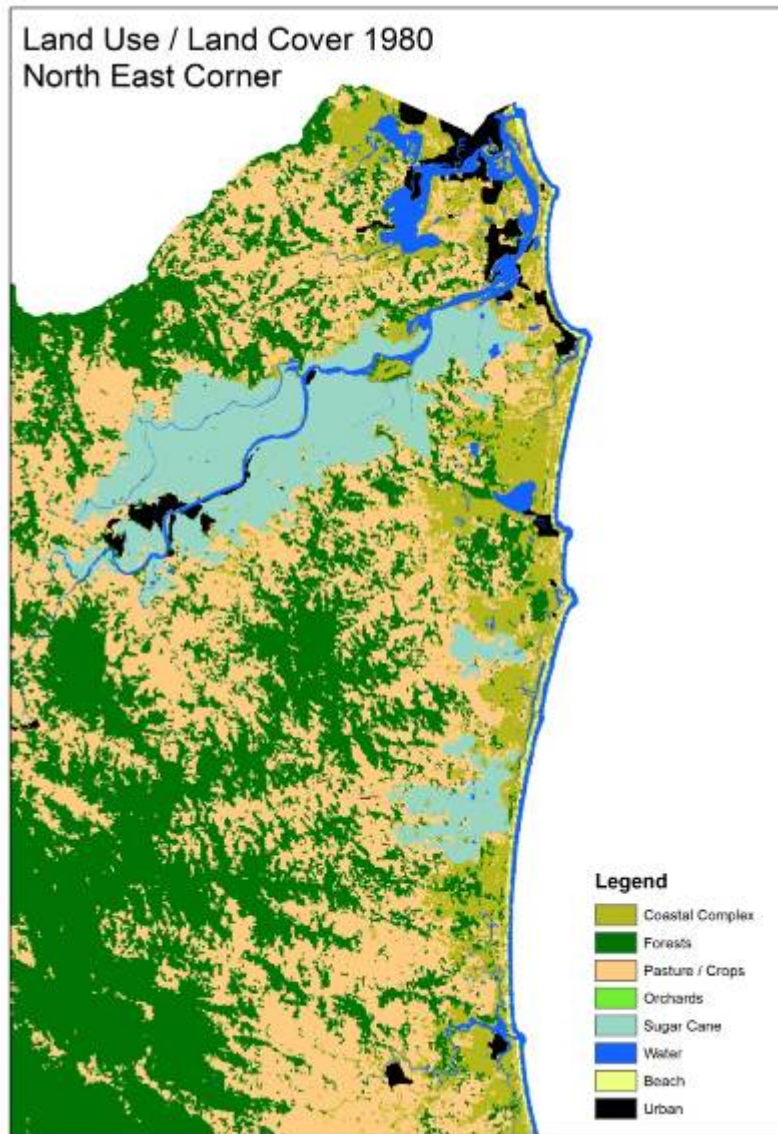 Land Use / Land Cover 1980
North East Corner
Legend
Coastal Complex
Forests
Pasture / Crops
Orchards
Sugar Cane
Water
Beach
Urban